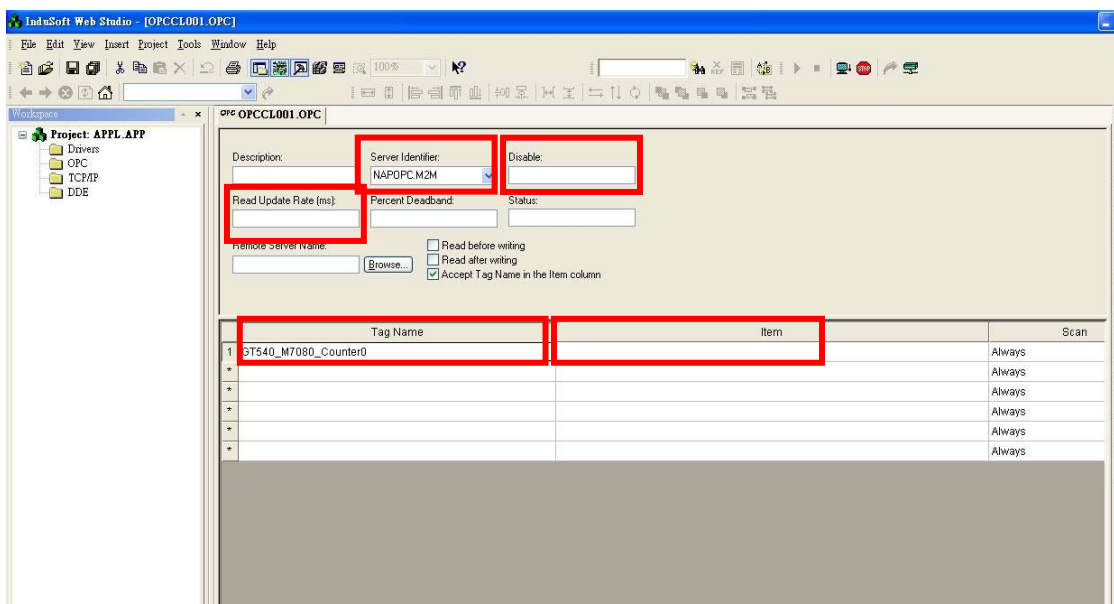 InduSoft Web Studio - [OPCCL001.OPC]
File Edit View Insert Project Tools Window Help
100%
Workspace
OPC OPCCL001.OPC
Project: APPL.APP
Drivers
OPC
TCP/IP
DDE
Description: Server Identifier: Disable:
NAPOPC.M2M
Read Update Rate (ms): Percent Deadband: Status:
Remote Server Name: Read before writing
Browse... Read after writing
Accept Tag Name in the Item column
Tag Name Item Scan
1 GT540_M7080_Counter0 Always
* Always
* Always
* Always
* Always
* Always